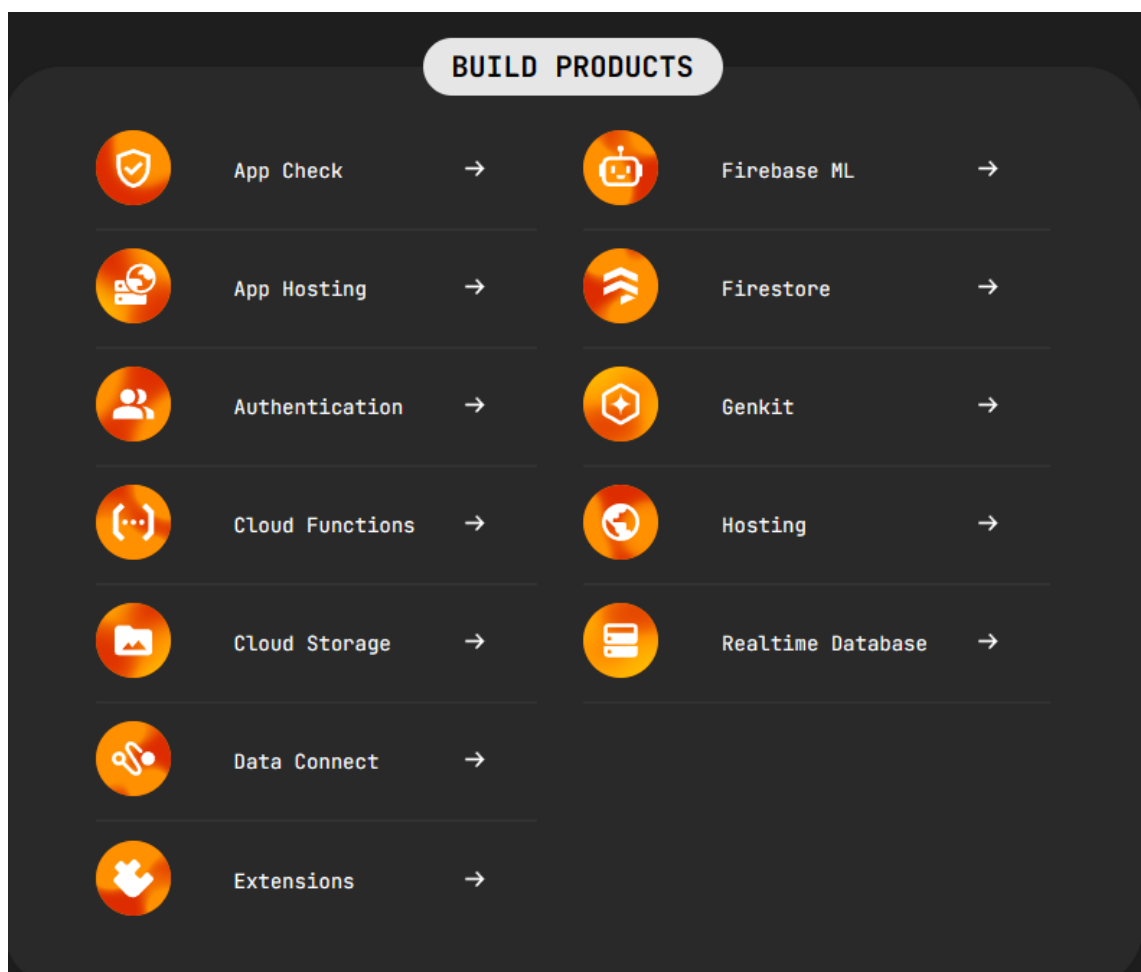 BUILD PRODUCTS
App Check
App Hosting
Authentication
Cloud Functions
Cloud Storage
Data Connect
Extensions
Firebase ML
Firestore
Genkit
Hosting
Realtime Database